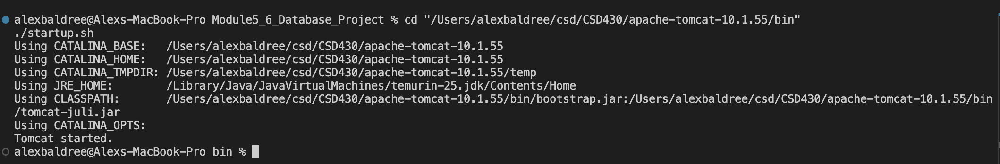 alexbaldree@Alexs-MacBook-Pro Module5_6_Database_Project % cd "/Users/alexbaldree/csd/CSD430/apache-tomcat-10.1.55/bin"
./startup.sh
Using CATALINA_BASE:   /Users/alexbaldree/csd/CSD430/apache-tomcat-10.1.55
Using CATALINA_HOME:   /Users/alexbaldree/csd/CSD430/apache-tomcat-10.1.55
Using CATALINA_TMPDIR: /Users/alexbaldree/csd/CSD430/apache-tomcat-10.1.55/temp
Using JRE_HOME:        /Library/Java/JavaVirtualMachines/temurin-25.jdk/Contents/Home
Using CLASSPATH:       /Users/alexbaldree/csd/CSD430/apache-tomcat-10.1.55/bin/bootstrap.jar:/Users/alexbaldree/csd/CSD430/apache-tomcat-10.1.55/bin
/tomcat-juli.jar
Using CATALINA_OPTS:
Tomcat started.
alexbaldree@Alexs-MacBook-Pro bin %